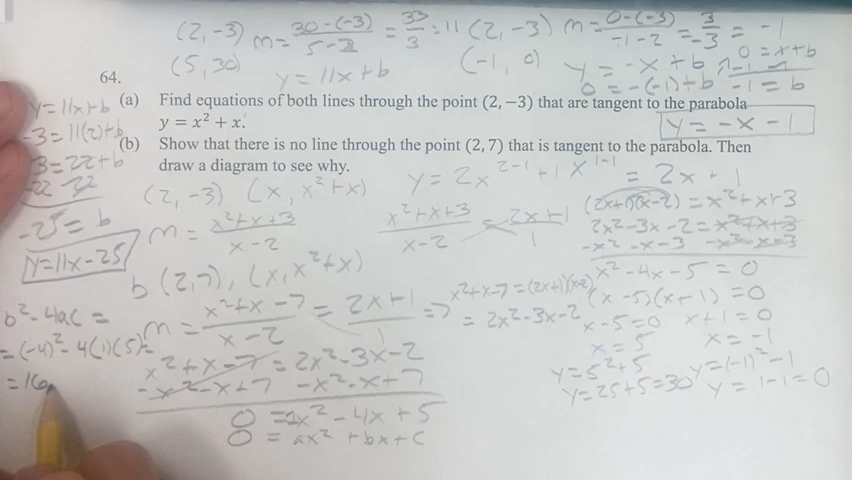 (2, -3) m = 30-(-3)/5-2 = 33/3 = 11 (2, -3) m = 0-(-3)/-1-2 = 3/-3 = -1
(5, 30) y = 11x+b (-1, 0) y = -x + b 0 = x+b
0 = -(-1)+b -1 -1
-1 = b
64.
(a) Find equations of both lines through the point (2, −3) that are tangent to the parabola
y = x² + x.
y = -x - 1
(b) Show that there is no line through the point (2, 7) that is tangent to the parabola. Then
draw a diagram to see why.
y=11x+b
-3=11(2)+b
-3=22+b
-22 -22
-25=b
y=11x-25
y = 2x^2-1 + 1x^1-1 = 2x + 1
(2, -3) (x, x²+x)
m = x²+x+3/x-2
x²+x+3/x-2 = 2x+1/1
(2x+1)(x-2) = x²+x+3
2x²-3x-2 = x²+x+3
-x² -x-3 -x²-x-3
x²-4x-5 = 0
(x-5)(x+1) = 0
x-5=0 x+1=0
x=5 x=-1
y=5²+5 y=(-1)²-1
y=25+5=30 y=1-1=0
b (2,7), (x, x²+x)
m = x²+x-7/x-2 = 2x+1/1 => x²+x-7 = (2x+1)(x-2)
= 2x²-3x-2
x²+x-7 = 2x²-3x-2
-x²-x+7 -x²-x+7
0 = x²-4x+5
0 = ax²+bx+c
b²-4ac =
=(-4)²-4(1)(5)=
=16